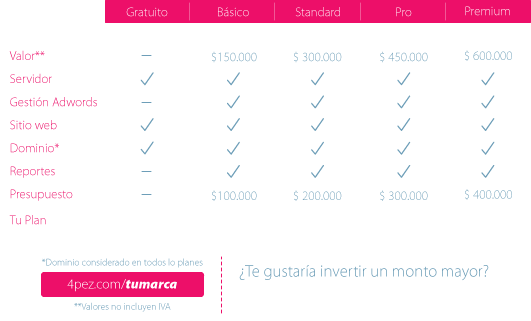 Gratuito Básico Standard Pro Premium
Valor** — $150.000 $ 300.000 $ 450.000 $ 600.000
Servidor ✓ ✓ ✓ ✓ ✓
Gestión Adwords — ✓ ✓ ✓ ✓
Sitio web ✓ ✓ ✓ ✓ ✓
Dominio* ✓ ✓ ✓ ✓ ✓
Reportes — ✓ ✓ ✓ ✓
Presupuesto — $100.000 $ 200.000 $ 300.000 $ 400.000
Tu Plan
*Dominio considerado en todos lo planes
4pez.com/tumarca
**Valores no incluyen IVA
¿Te gustaría invertir un monto mayor?